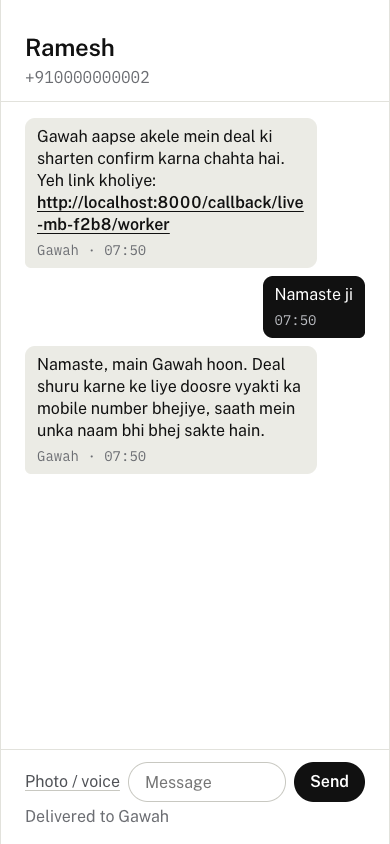 Ramesh
+910000000002
Gawah aapse akele mein deal ki
sharten confirm karna chahta hai.
Yeh link kholiye:
http://localhost:8000/callback/live
-mb-f2b8/worker
Gawah · 07:50
Namaste ji
07:50
Namaste, main Gawah hoon. Deal
shuru karne ke liye doosre vyakti ka
mobile number bhejiye, saath mein
unka naam bhi bhej sakte hain.
Gawah · 07:50
Photo / voice
Message
Send
Delivered to Gawah